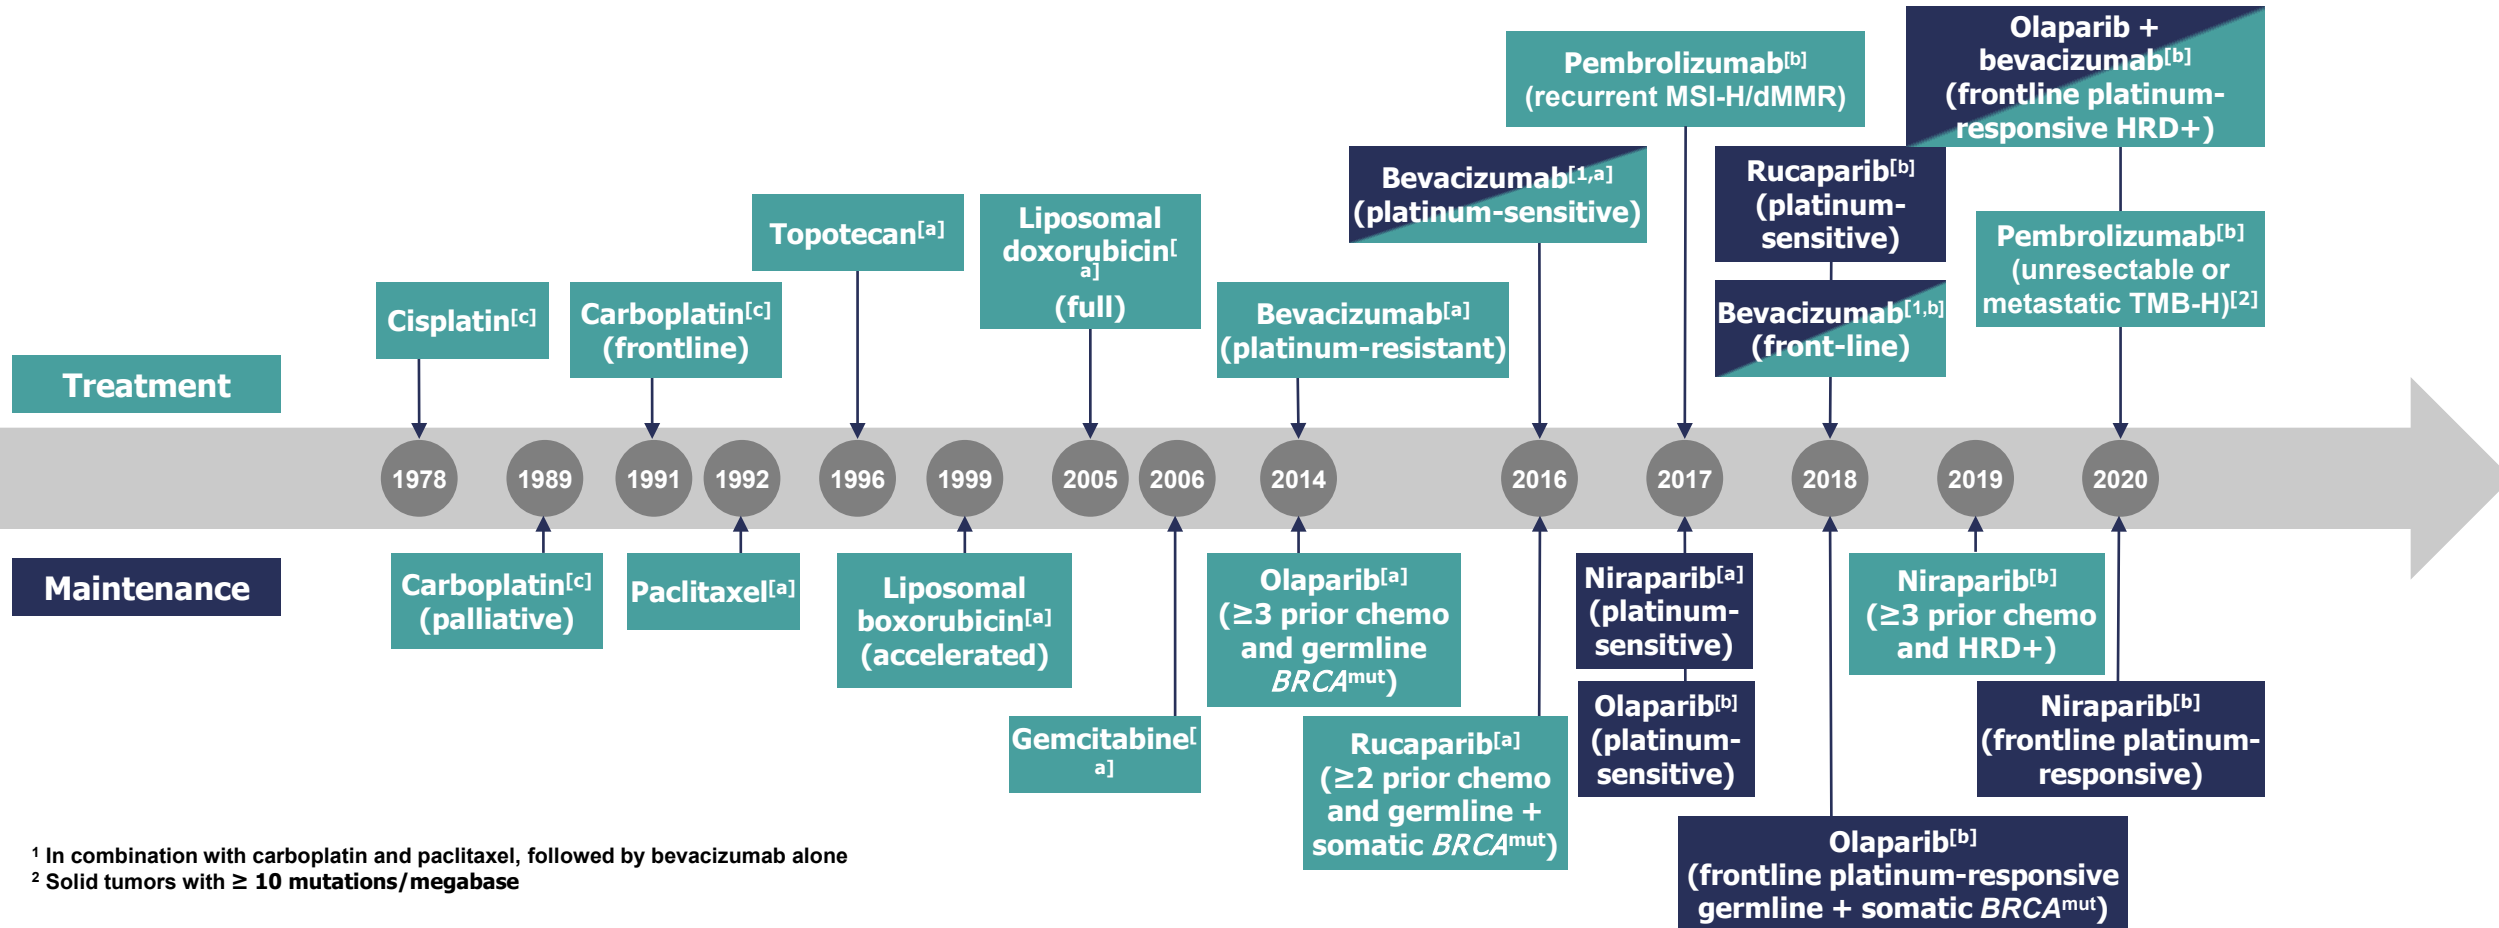 Olaparib +
bevacizumab[b]
(frontline platinum-
responsive HRD+)
Pembrolizumab[b]
(recurrent MSI-H/dMMR)
Bevacizumab[1,a]
(platinum-sensitive)
Rucaparib[b]
(platinum-
sensitive)
Topotecan[a]
Liposomal
doxorubicin[
a]
(full)
Pembrolizumab[b]
(unresectable or
metastatic TMB-H)[2]
Cisplatin[c]
Carboplatin[c]
(frontline)
Bevacizumab[a]
(platinum-resistant)
Bevacizumab[1,b]
(front-line)
Treatment
1978
1989
1991
1992
1996
1999
2005
2006
2014
2016
2017
2018
2019
2020
Maintenance
Carboplatin[c]
(palliative)
Paclitaxel[a]
Liposomal
boxorubicin[a]
(accelerated)
Gemcitabine[
a]
Olaparib[a]
(≥3 prior chemo
and germline
BRCAmut)
Rucaparib[a]
(≥2 prior chemo
and germline +
somatic BRCAmut)
Niraparib[a]
(platinum-
sensitive)
Olaparib[b]
(platinum-
sensitive)
Olaparib[b]
(frontline platinum-responsive
germline + somatic BRCAmut)
Niraparib[b]
(≥3 prior chemo
and HRD+)
Niraparib[b]
(frontline platinum-
responsive)
1 In combination with carboplatin and paclitaxel, followed by bevacizumab alone
2 Solid tumors with ≥ 10 mutations/megabase